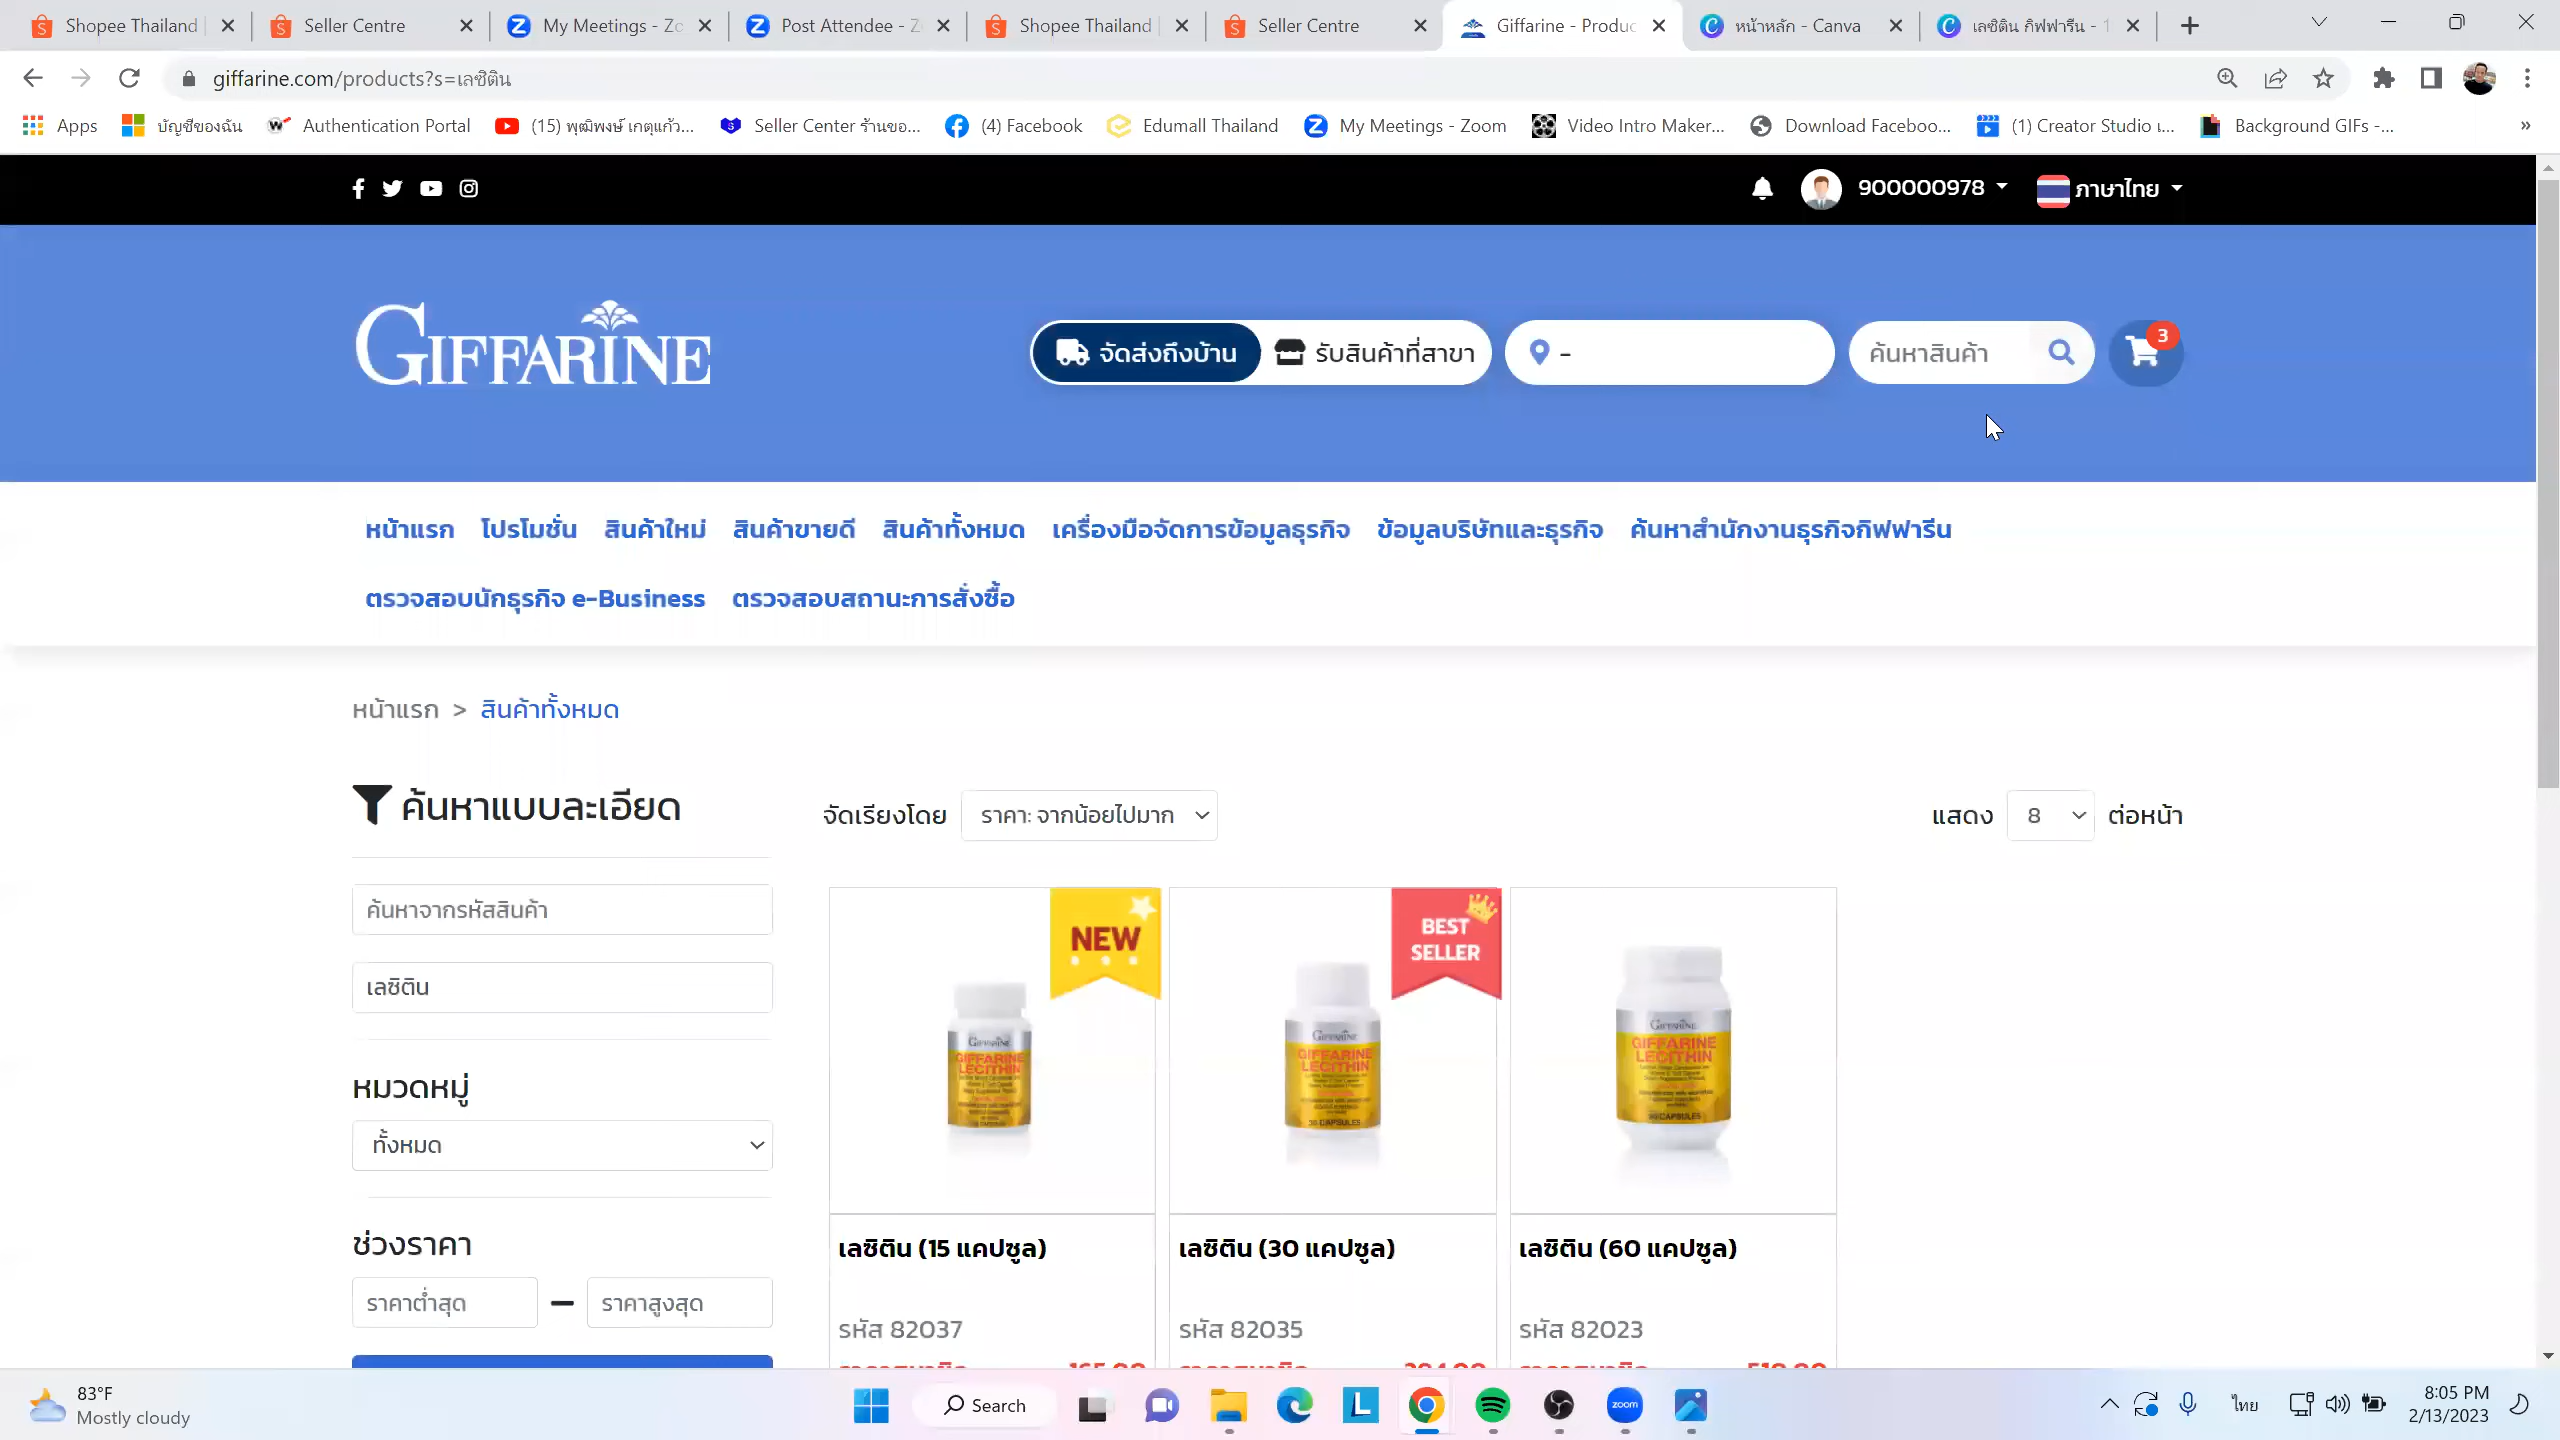 Shopee Thailand
Seller Centre
My Meetings - Zo
Post Attendee - Z
Shopee Thailand
Seller Centre
Giffarine - Produc
หน้าหลัก - Canva
เลซิติน กิฟฟารีน - 1
giffarine.com/products?s=เลซิติน
Apps
บัญชีของฉัน
Authentication Portal
(15) พุฒิพงษ์ เกตุแก้ว...
Seller Center ร้านขอ...
(4) Facebook
Edumall Thailand
My Meetings - Zoom
Video Intro Maker...
Download Faceboo...
(1) Creator Studio เ...
Background GIFs -...
»
900000978
ภาษาไทย
GIFFARINE
จัดส่งถึงบ้าน
รับสินค้าที่สาขา
-
ค้นหาสินค้า
3
หน้าแรก โปรโมชั่น สินค้าใหม่ สินค้าขายดี สินค้าทั้งหมด เครื่องมือจัดการข้อมูลธุรกิจ ข้อมูลบริษัทและธุรกิจ ค้นหาสำนักงานธุรกิจกิฟฟารีน
ตรวจสอบนักธุรกิจ e-Business ตรวจสอบสถานะการสั่งซื้อ
หน้าแรก > สินค้าทั้งหมด
ค้นหาแบบละเอียด
จัดเรียงโดย ราคา: จากน้อยไปมาก
แสดง 8 ต่อหน้า
ค้นหาจากรหัสสินค้า
เลซิติน
หมวดหมู่
ทั้งหมด
ช่วงราคา
ราคาต่ำสุด
ราคาสูงสุด
NEW
GIFFARINE
GIFFARINE
LECITHIN
BEST
SELLER
GIFFARINE
GIFFARINE
LECITHIN
30 CAPSULES
GIFFARINE
GIFFARINE
LECITHIN
CAPSULES
เลซิติน (15 แคปซูล)
เลซิติน (30 แคปซูล)
เลซิติน (60 แคปซูล)
รหัส 82037
รหัส 82035
รหัส 82023
83°F
Mostly cloudy
Search
zoom
ไทย
8:05 PM
2/13/2023